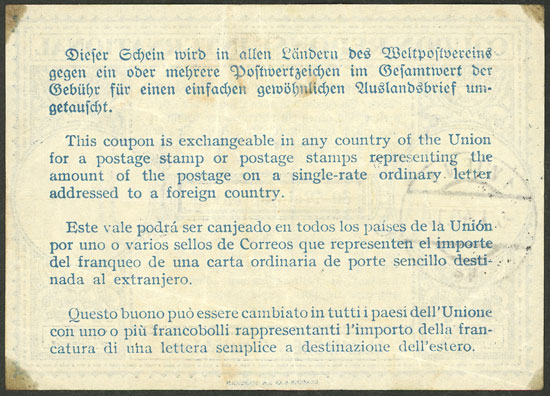 Dieser Schein wird in allen Ländern des Weltpostvereins
gegen ein oder mehrere Postwertzeichen im Gesamtwert der
Gebühr für einen einfachen gewöhnlichen Auslandsbrief um-
getauscht.
This coupon is exchangeable in any country of the Union
for a postage stamp or postage stamps representing the
amount of the postage on a single-rate ordinary letter
addressed to a foreign country.
Este vale podrá ser canjeado en todos los países de la Unión
por uno o varios sellos de Correos que representen el importe
del franqueo de una carta ordinaria de porte sencillo desti-
nada al extranjero.
Questo buono può essere cambiato in tutti i paesi dell'Unione
con uno o più francobolli rappresentanti l'importo della fran-
catura di una lettera semplice a destinazione dell'estero.